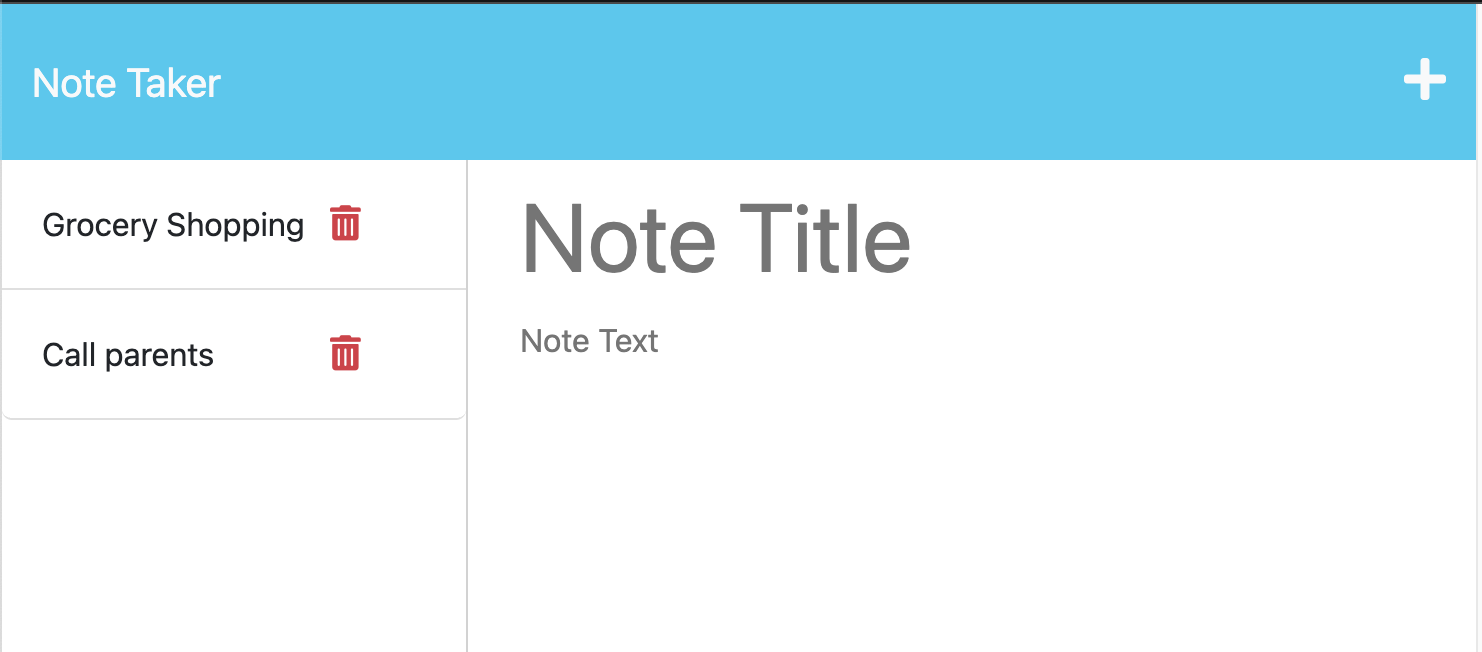 Note Taker
Grocery Shopping
Call parents
Note Title
Note Text